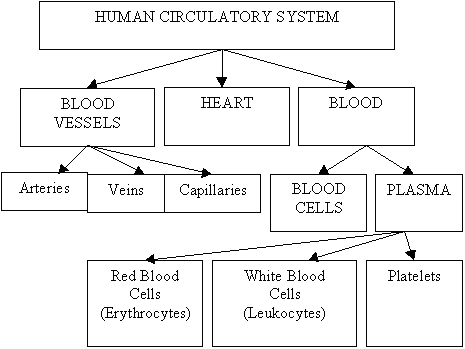 HUMAN CIRCULATORY SYSTEM
BLOOD
VESSELS
HEART
BLOOD
Arteries
Veins
Capillaries
BLOOD
CELLS
PLASMA
Red Blood
Cells
(Erythrocytes)
White Blood
Cells
(Leukocytes)
Platelets